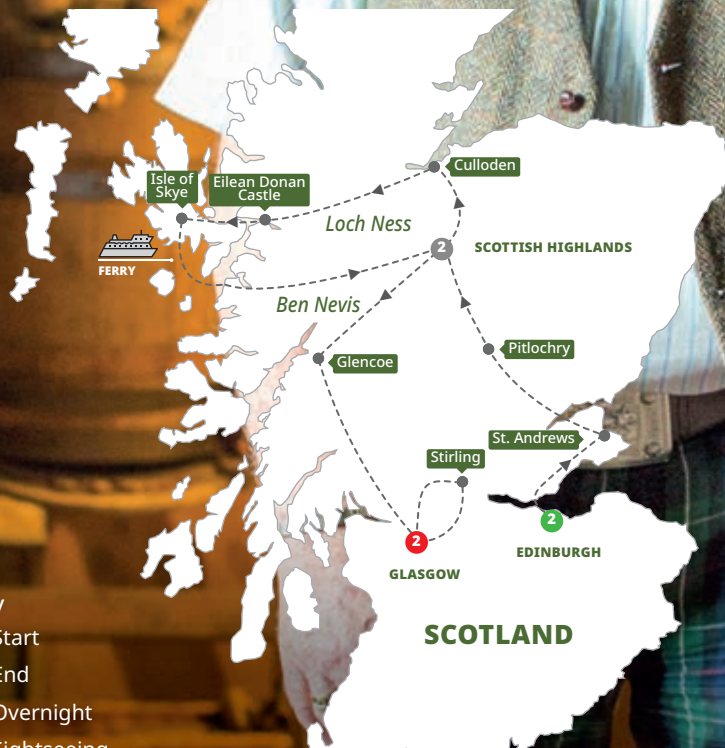 Culloden
Isle of
Skye
Eilean Donan
Castle
Loch Ness
2
SCOTTISH HIGHLANDS
FERRY
Ben Nevis
Pitlochry
Glencoe
St. Andrews
Stirling
2
2
EDINBURGH
GLASGOW
SCOTLAND
Start
End
Overnight